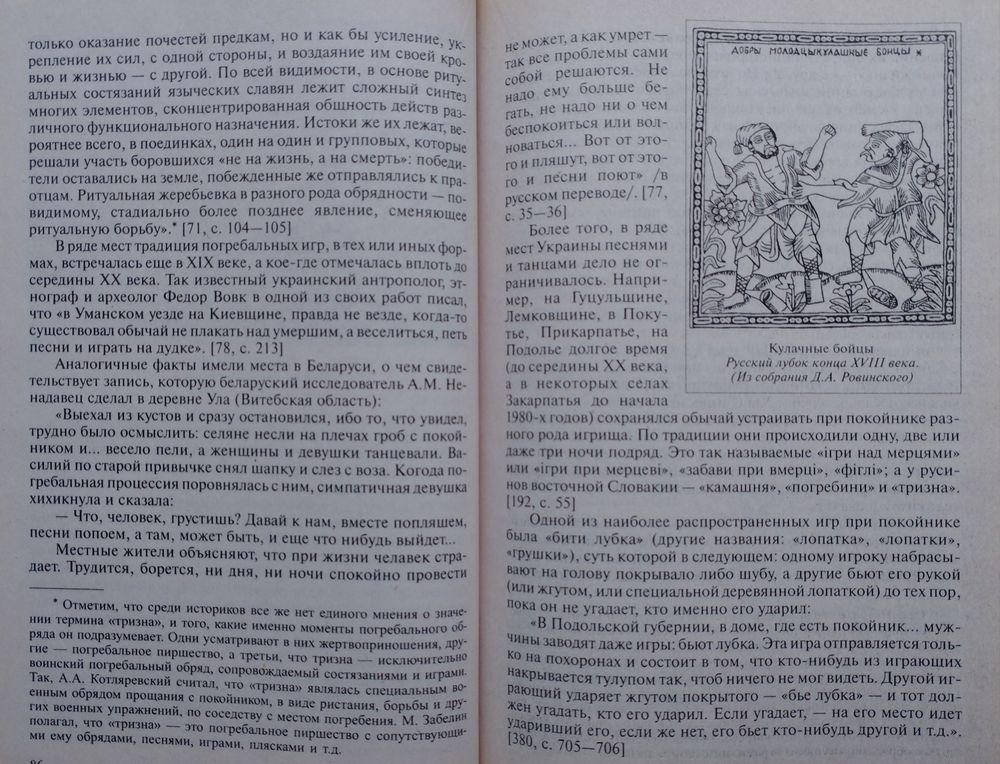 только оказание почестей предкам, но и как бы усиление, ук-
репление их сил, с одной стороны, и воздаяние им своей кро-
вью и жизнью — с другой. По всей видимости, в основе риту-
альных состязаний языческих славян лежит сложный синтез
многих элементов, сконцентрированная общность действ раз-
личного функционального назначения. Истоки же их лежат, ве-
роятнее всего, в поединках, один на один и групповых, которые
решали участь боровшихся «не на жизнь, а на смерть»: победи-
тели оставались на земле, побежденные же отправлялись к пра-
отцам. Ритуальная жеребьевка в разного рода обрядности — по-
видимому, стадиально более позднее явление, сменяющее
ритуальную борьбу».* [71, с. 104—105]
В ряде мест традиция погребальных игр, в тех или иных фор-
мах, встречалась еще в XIX веке, а кое-где отмечалась вплоть до
середины XX века. Так известный украинский антрополог, эт-
нограф и археолог Федор Вовк в одной из своих работ писал,
что «в Уманском уезде на Киевщине, правда не везде, когда-то
существовал обычай не плакать над умершим, а веселиться, петь
песни и играть на дудке». [78, с. 213]
Аналогичные факты имели места в Беларуси, о чем свиде-
тельствует запись, которую беларуский исследователь А.М. Не-
надавец сделал в деревне Ула (Витебская область):
«Выехал из кустов и сразу остановился, ибо то, что увидел,
трудно было осмыслить: селяне несли на плечах гроб с покой-
ником и... весело пели, а женщины и девушки танцевали. Ва-
силий по старой привычке снял шапку и слез с воза. Когода по-
гребальная процессия поровнялась с ним, симпатичная девушка
хихикнула и сказала:
— Что, человек, грустишь? Давай к нам, вместе попляшем,
песни попоем, а там, может быть, и еще что нибудь выйдет...
Местные жители объясняют, что при жизни челавек стра-
дает. Трудится, борется, ни дня, ни ночи спокойно провести
* Отметим, что среди историков все же нет единого мнения о значе-
нии термина «тризна», и того, какие именно моменты погребального об-
ряда он подразумевает. Одни усматривают в них жертвоприношения, дру-
гие — погребальное пиршество, а третьи, что тризна — исключительно
воинский погребальный обряд, сопровождаемый состязаниями и играми.
Так, А.А. Котляревский считал, что «тризна» являлась специальным во-
енным обрядом прощания с покойником, в виде ристания, борьбы и дру-
гих военных упражнений, по соседству с местом погребения. М. Забелин
полагал, что «тризна» — это погребальное пиршество с сопутствующи-
ми ему обрядами, песнями, играми, плясками и т.д.
86
не может, а как умрет —
так все проблемы сами
собой решаются. Не
надо ему больше бе-
гать, не надо ни о чем
беспокоиться или вол-
новаться... Вот от это-
го и пляшут, вот от это-
го и песни поют» /в
русском переводе/. [77,
с. 35—36]
Более того, в ряде
мест Украины песнями
и танцами дело не ог-
раничивалось. Напри-
мер, на Гуцульщине,
Лемковщине, в Поку-
тье, Прикарпатье, на
Подолье долгое время
(до середины XX века,
а в некоторых селах
Закарпатья до начала
ДОБРЫ МОЛОДЦЫ КУЛАШНЫЕ БОИЦЫ
Кулачные бойцы
Русский лубок конца XVIII века.
(Из собрания Д.А. Ровинского)
1980-х годов) сохранялся обычай устраивать при покойнике раз-
ного рода игрища. По традиции они происходили одну, две или
даже три ночи подряд. Это так называемые «ігри над мерцями»
или «ігри при мерцеві», «забави при вмерці», «фіглі»; а у руси-
нов восточной Словакии — «камашня», «погребини» и «тризна».
[192, с. 55]
Одной из наиболее распространенных игр при покойнике
была «бити лубка» (другие названия: «лопатка», «лопатки»,
«грушки»), суть которой в следующем: одному игроку набрасы-
вают на голову покрывало либо шубу, а другие бьют его рукой
(или жгутом, или специальной деревянной лопаткой) до тех пор,
пока он не угадает, кто именно его ударил:
«В Подольской губернии, в доме, где есть покойник... муж-
чины заводят даже игры: бьют лубка. Эта игра отправляется толь-
ко на похоронах и состоит в том, что кто-нибудь из играющих
накрывается тулупом так, чтоб ничего не мог видеть. Другой иг-
рающий ударяет жгутом покрытого — «бье лубка» — и тот дол-
жен угадать, кто его ударил. Если угадает, — на его место идет
ударивший его, если же нет, его бьет кто-нибудь другой и т.д.».
[380, с. 705—706]